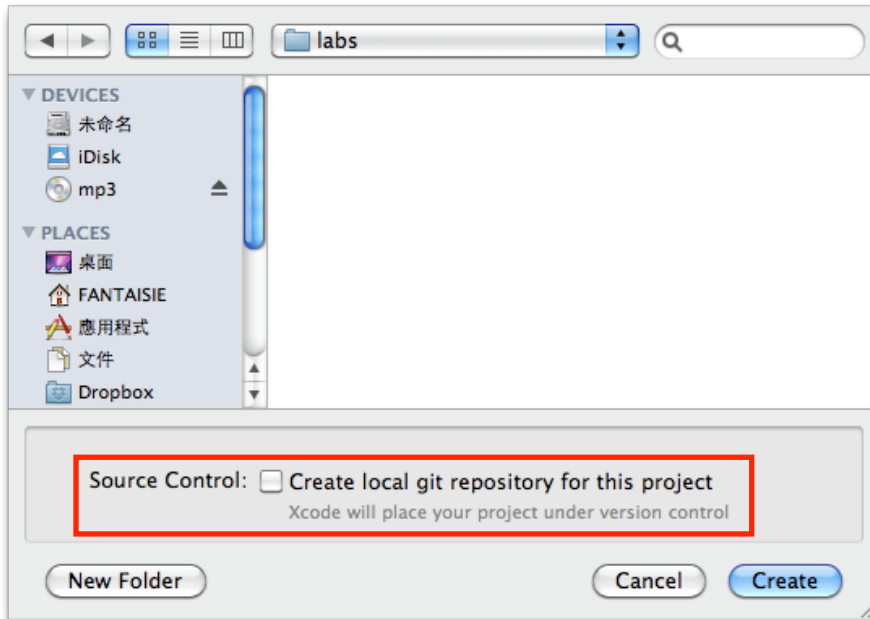 labs
DEVICES
未命名
iDisk
mp3
PLACES
桌面
FANTAISIE
應用程式
文件
Dropbox
Source Control: Create local git repository for this project
Xcode will place your project under version control
New Folder Cancel Create